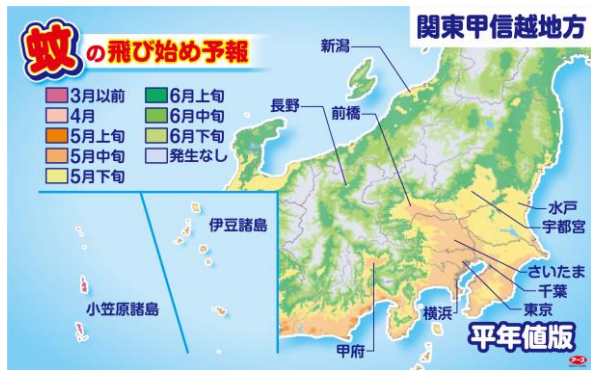 蚊の飛び始め予報
関東甲信越地方
3月以前
4月
5月上旬
5月中旬
5月下旬
6月上旬
6月中旬
6月下旬
発生なし
新潟
長野
前橋
水戸
宇都宮
さいたま
千葉
東京
横浜
甲府
伊豆諸島
小笠原諸島
平年値版
アース